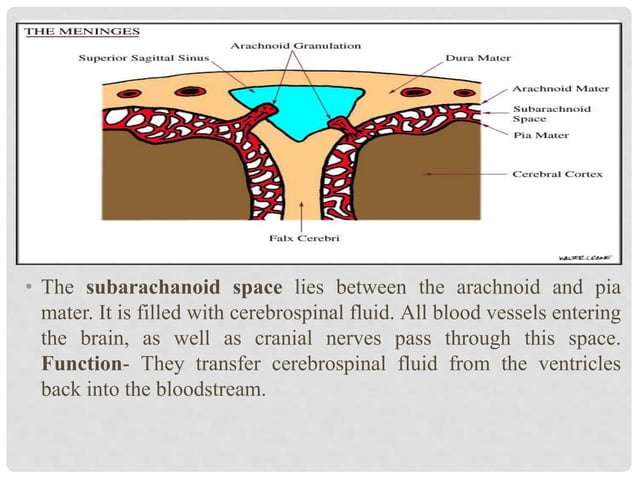 THE MENINGES
Arachnoid Granulation
Superior Sagittal Sinus
Dura Mater
Arachnoid Mater
Subarachnoid
Space
Pia Mater
Cerebral Cortex
Falx Cerebri
WALTER CRANE
• The subarachanoid space lies between the arachnoid and pia
mater. It is filled with cerebrospinal fluid. All blood vessels entering
the brain, as well as cranial nerves pass through this space.
Function- They transfer cerebrospinal fluid from the ventricles
back into the bloodstream.